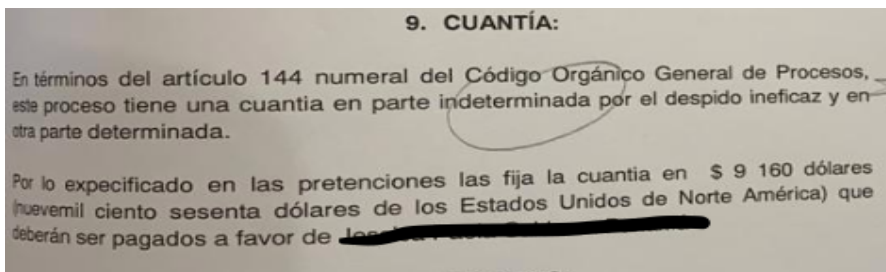 9. CUANTÍA:
En términos del artículo 144 numeral del Código Orgánico General de Procesos,
este proceso tiene una cuantia en parte indeterminada por el despido ineficaz y en
otra parte determinada.
Por lo expecificado en las pretenciones las fija la cuantia en $ 9 160 dólares
(nuevemil ciento sesenta dólares de los Estados Unidos de Norte América) que
deberán ser pagados a favor de